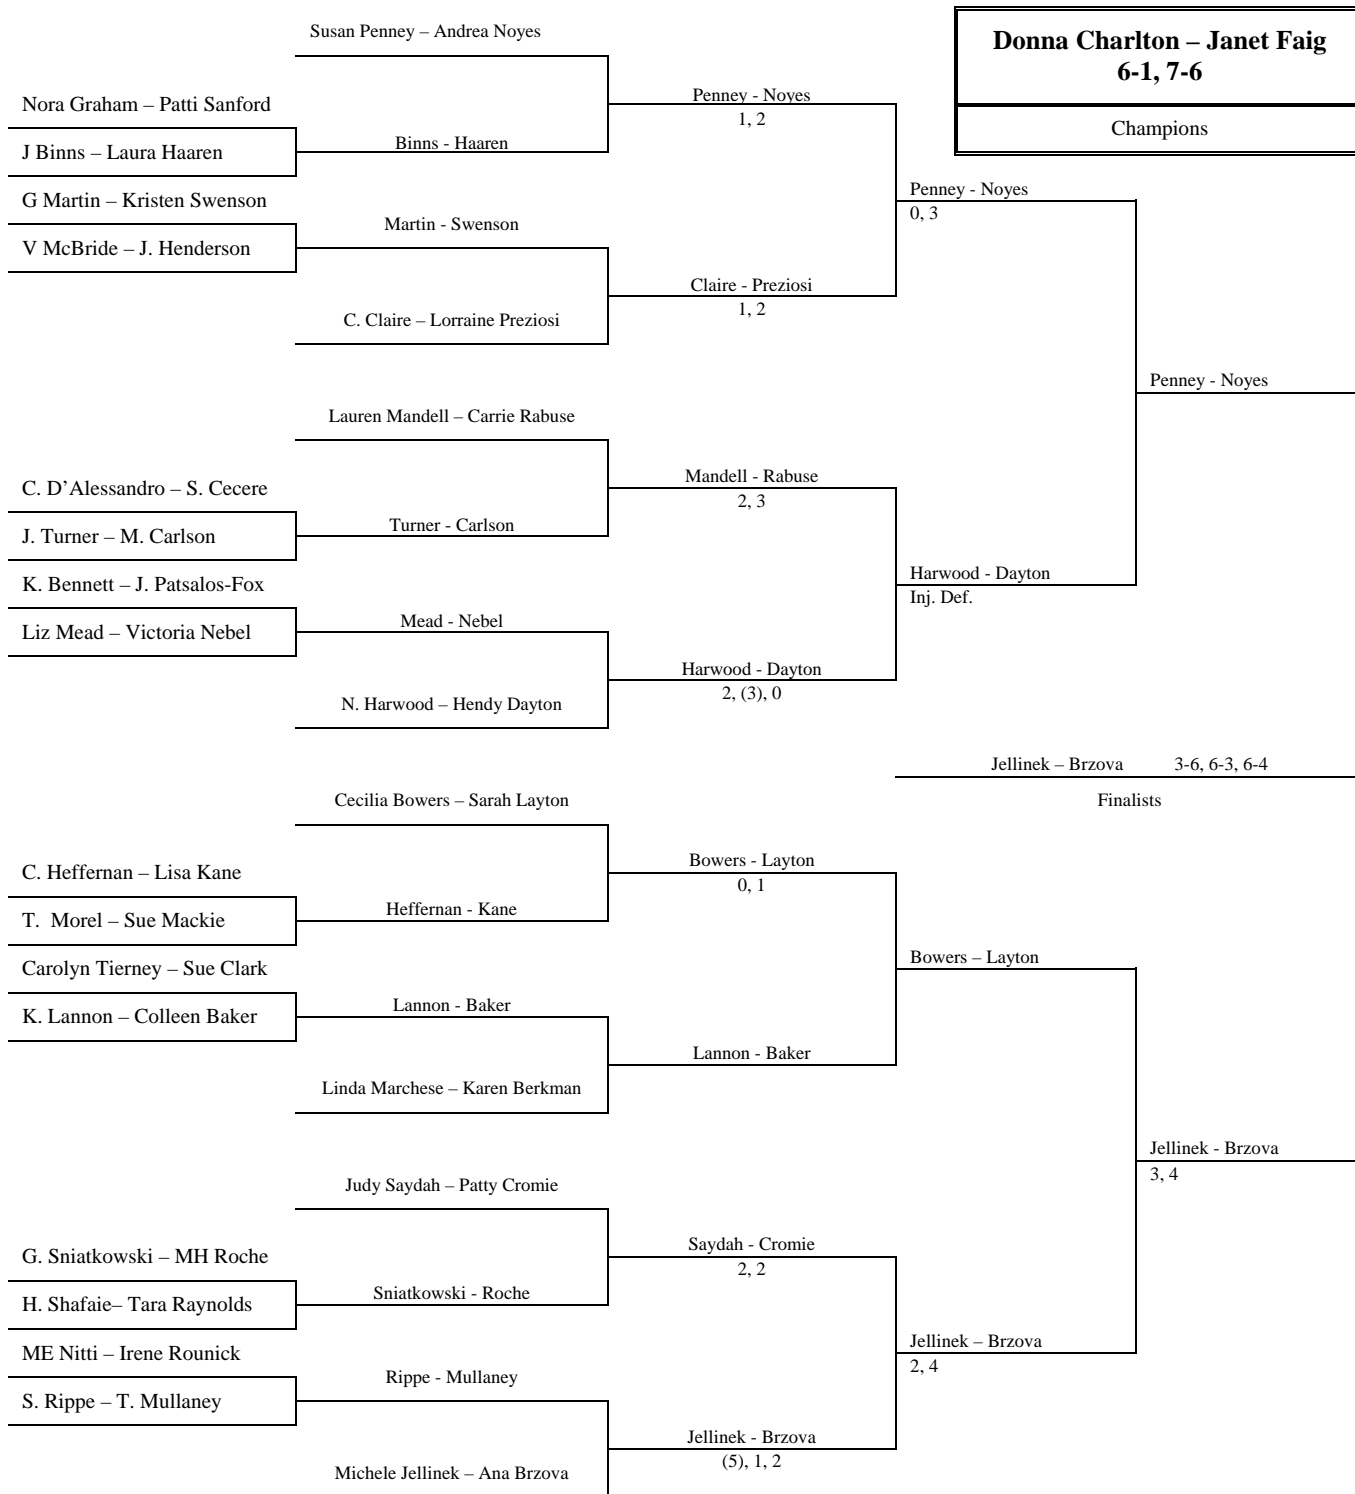 Susan Penney – Andrea Noyes
Donna Charlton – Janet Faig
6-1, 7-6
Champions
Nora Graham – Patti Sanford
J Binns – Laura Haaren
Binns - Haaren
Penney - Noyes
1, 2
G Martin – Kristen Swenson
V McBride – J. Henderson
Martin - Swenson
C. Claire – Lorraine Preziosi
Claire - Preziosi
1, 2
Penney - Noyes
0, 3
Lauren Mandell – Carrie Rabuse
C. D’Alessandro – S. Cecere
J. Turner – M. Carlson
Turner - Carlson
Mandell - Rabuse
2, 3
K. Bennett – J. Patsalos-Fox
Liz Mead – Victoria Nebel
Mead - Nebel
N. Harwood – Hendy Dayton
Harwood - Dayton
2, (3), 0
Harwood - Dayton
Inj. Def.
Penney - Noyes
Jellinek – Brzova 3-6, 6-3, 6-4
Finalists
Cecilia Bowers – Sarah Layton
C. Heffernan – Lisa Kane
T. Morel – Sue Mackie
Heffernan - Kane
Bowers - Layton
0, 1
Carolyn Tierney – Sue Clark
K. Lannon – Colleen Baker
Lannon - Baker
Linda Marchese – Karen Berkman
Lannon - Baker
Bowers – Layton
Judy Saydah – Patty Cromie
G. Sniatkowski – MH Roche
H. Shafaie– Tara Raynolds
Sniatkowski - Roche
Saydah - Cromie
2, 2
ME Nitti – Irene Rounick
S. Rippe – T. Mullaney
Rippe - Mullaney
Michele Jellinek – Ana Brzova
Jellinek - Brzova
(5), 1, 2
Jellinek – Brzova
2, 4
Jellinek - Brzova
3, 4